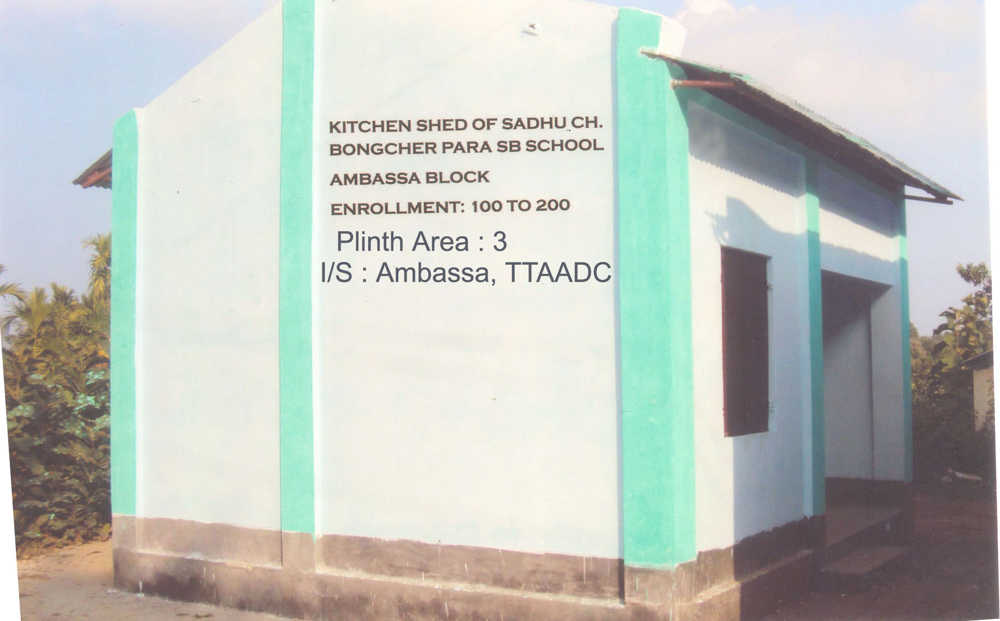 KITCHEN SHED OF SADHU CH.
BONGCHER PARA SB SCHOOL
AMBASSA BLOCK
ENROLLMENT: 100 TO 200
Plinth Area : 3
I/S : Ambassa, TTAADC